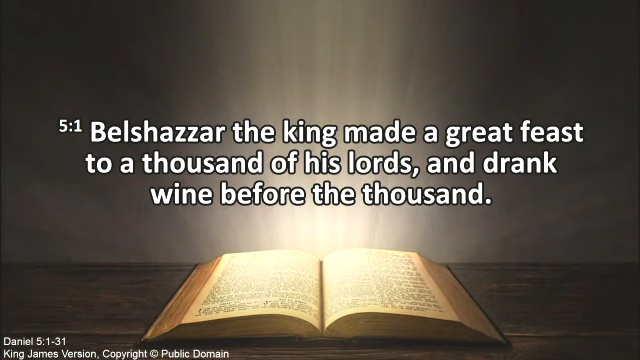 5:1 Belshazzar the king made a great feast
to a thousand of his lords, and drank
wine before the thousand.
Daniel 5:1-31
King James Version, Copyright © Public Domain